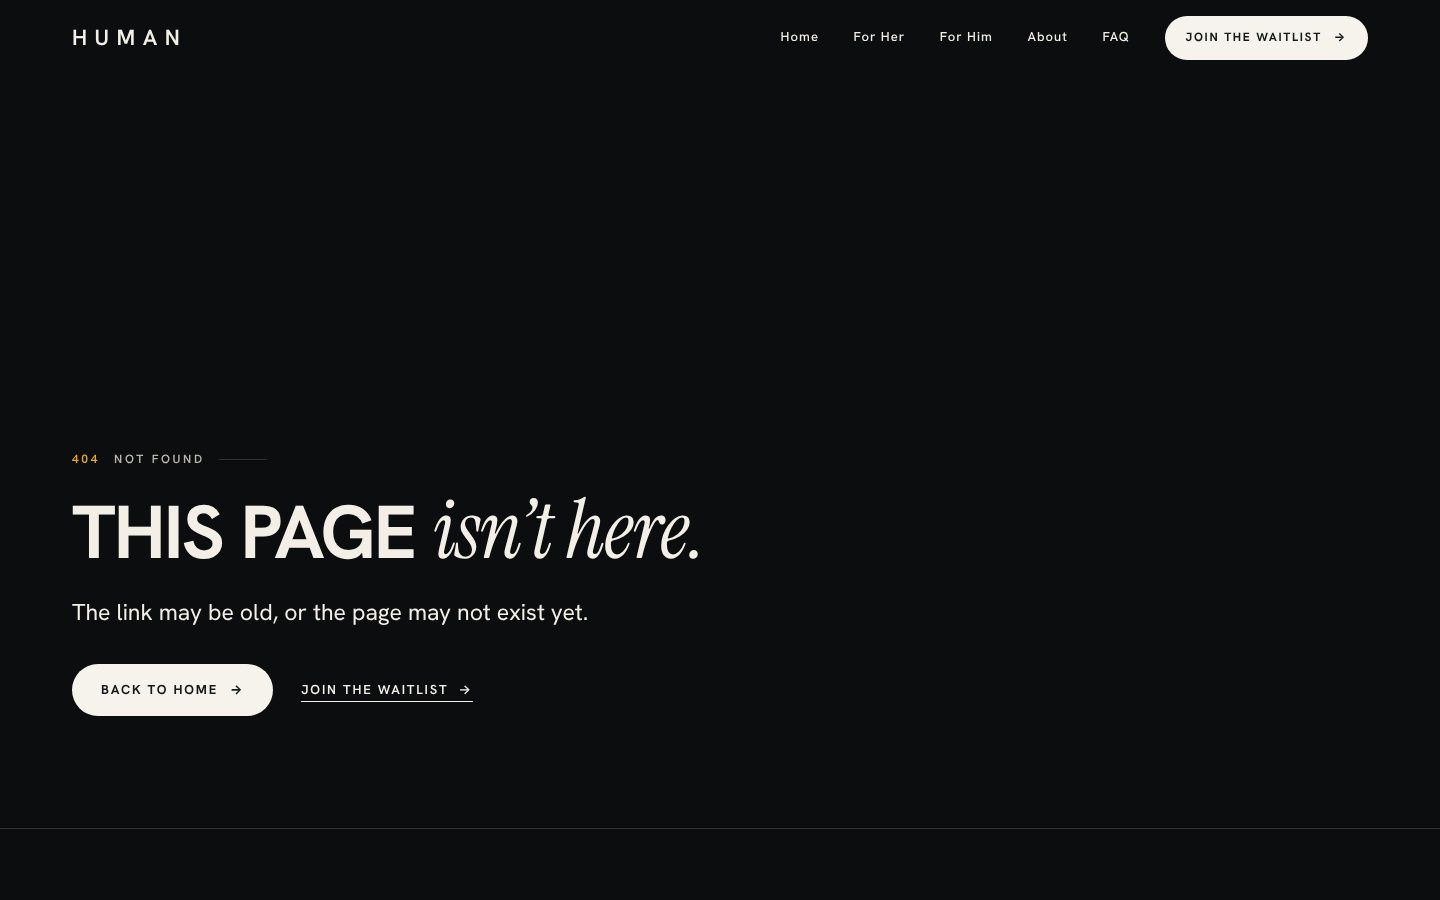 HUMAN
Home For Her For Him About FAQ JOIN THE WAITLIST →
404 NOT FOUND
THIS PAGE isn’t here.
The link may be old, or the page may not exist yet.
BACK TO HOME → JOIN THE WAITLIST →